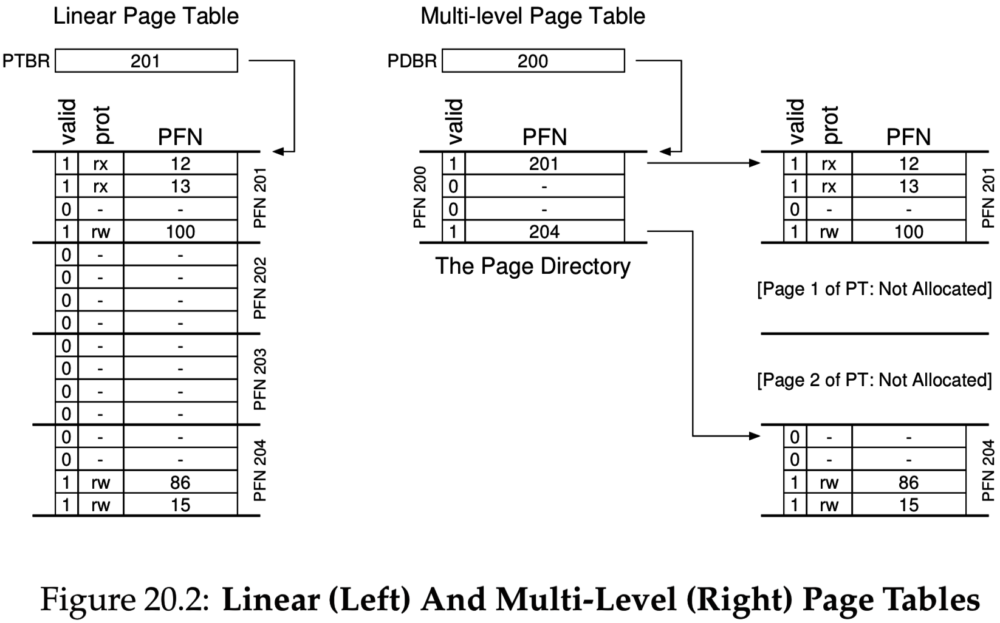 Linear Page Table
PTBR 201
valid prot PFN
1 rx 12
1 rx 13
0 - -
1 rw 100
PFN 201
0 - -
0 - -
0 - -
0 - -
PFN 202
0 - -
0 - -
0 - -
0 - -
PFN 203
0 - -
0 - -
1 rw 86
1 rw 15
PFN 204
Multi-level Page Table
PDBR 200
valid PFN
PFN 200
1 201
0 -
0 -
1 204
The Page Directory
valid prot PFN
1 rx 12
1 rx 13
0 - -
1 rw 100
PFN 201
[Page 1 of PT: Not Allocated]
[Page 2 of PT: Not Allocated]
0 - -
0 - -
1 rw 86
1 rw 15
PFN 204
Figure 20.2: Linear (Left) And Multi-Level (Right) Page Tables